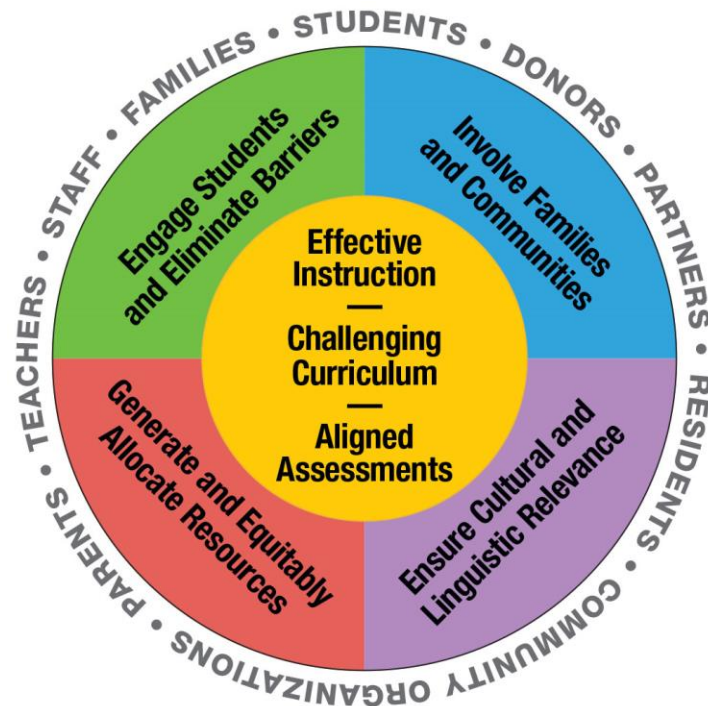 STUDENTS • DONORS • PARTNERS • RESIDENTS • COMMUNITY ORGANIZATIONS • PARENTS • TEACHERS • STAFF • FAMILIES •
Engage Students
and Eliminate Barriers
Involve Families
and Communities
Effective
Instruction
—
Challenging
Curriculum
—
Aligned
Assessments
Generate and Equitably
Allocate Resources
Ensure Cultural and
Linguistic Relevance